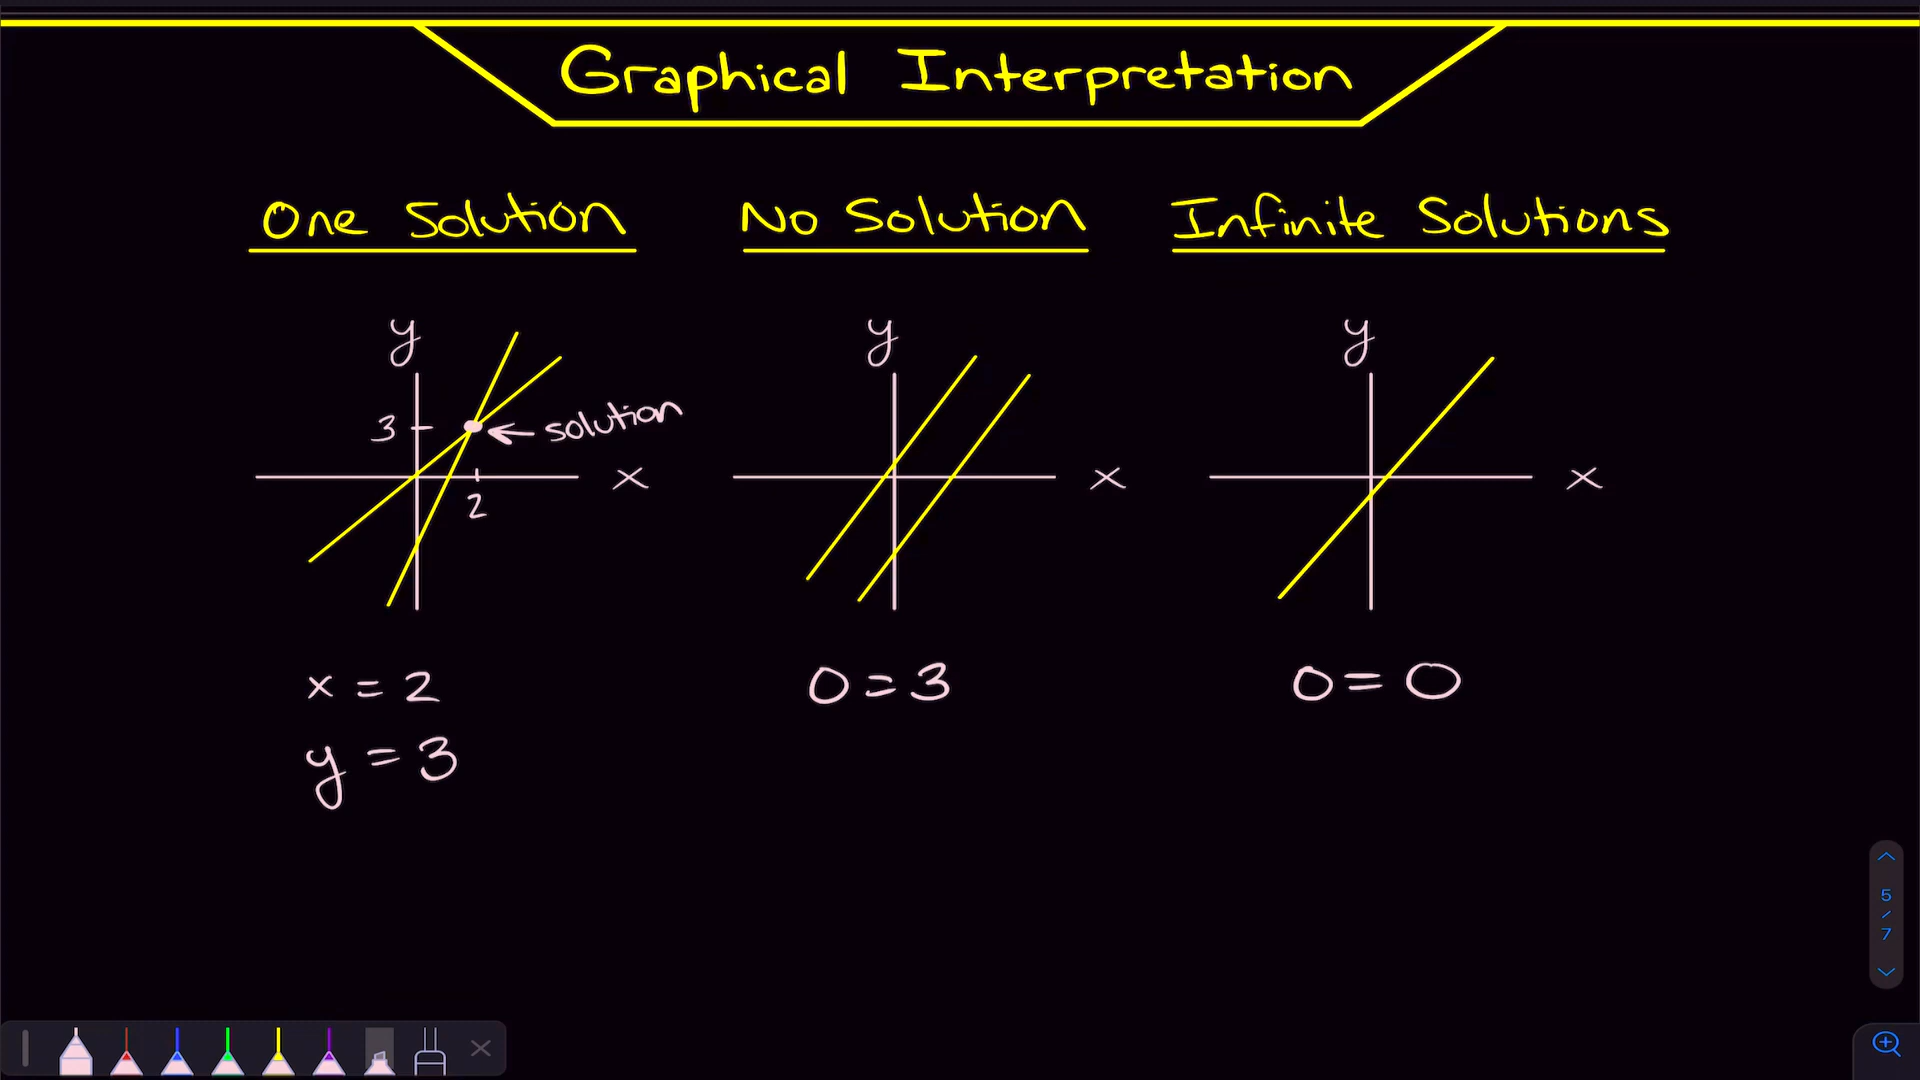 Graphical Interpretation
One Solution
No Solution
Infinite Solutions
y
3
solution
x
2
y
x
y
x
x = 2
y = 3
0 = 3
0 = 0
5
/
7